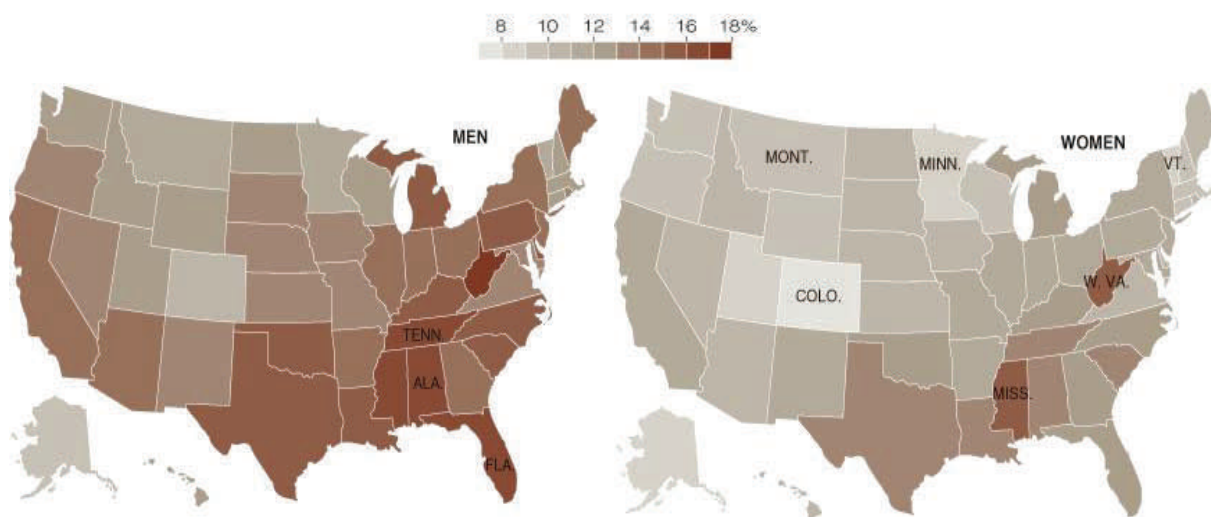 8 10 12 14 16 18%
MEN
WOMEN
MONT.
MINN.
VT.
COLO.
W. VA.
TENN.
ALA.
MISS.
FLA.